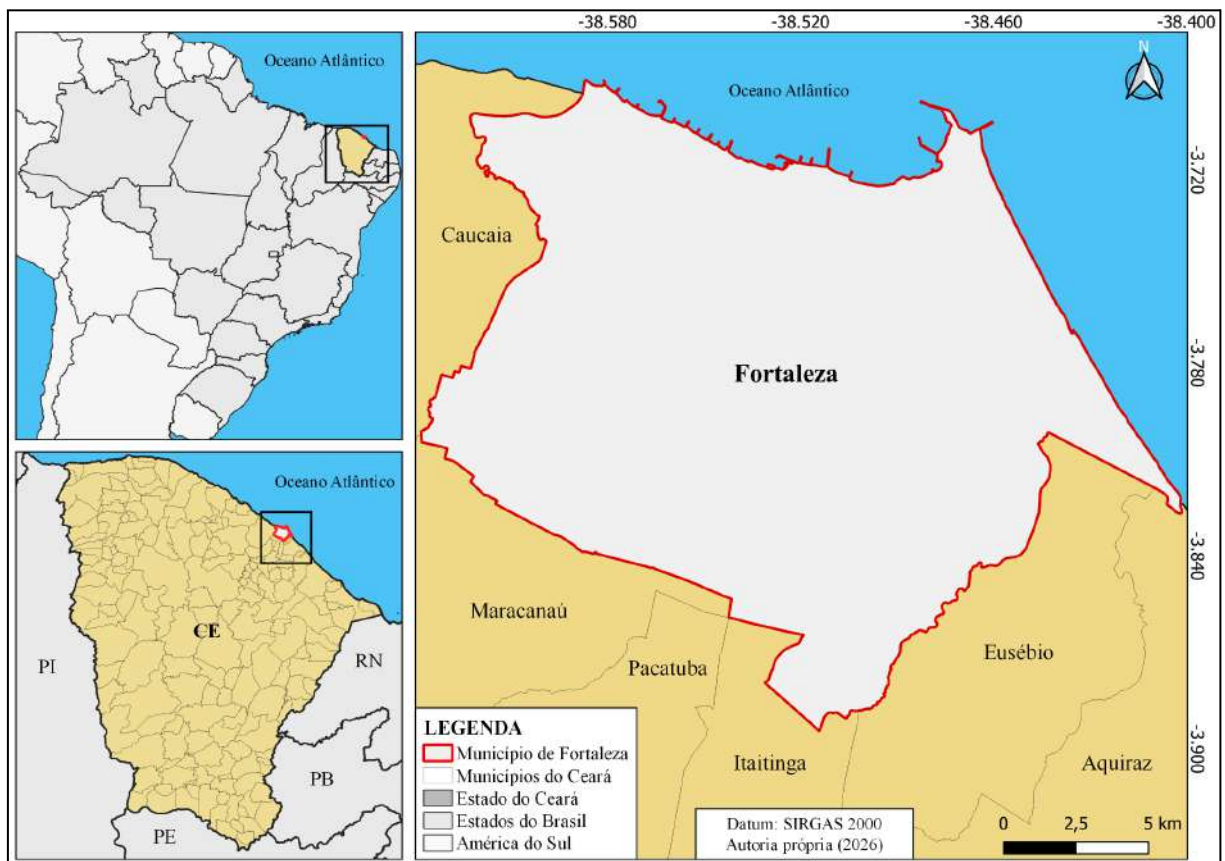 Oceano Atlântico
Oceano Atlântico
PI
CE
RN
PB
PE
-38.580
-38.520
-38.460
-38.400
N
Oceano Atlântico
-3.720
-3.780
-3.840
-3.900
Caucaia
Fortaleza
Maracanaú
Pacatuba
Eusébio
Itaitinga
Aquiraz
LEGENDA
Município de Fortaleza
Municípios do Ceará
Estado do Ceará
Estados do Brasil
América do Sul
Datum: SIRGAS 2000
Autoria própria (2026)
0 2,5 5 km